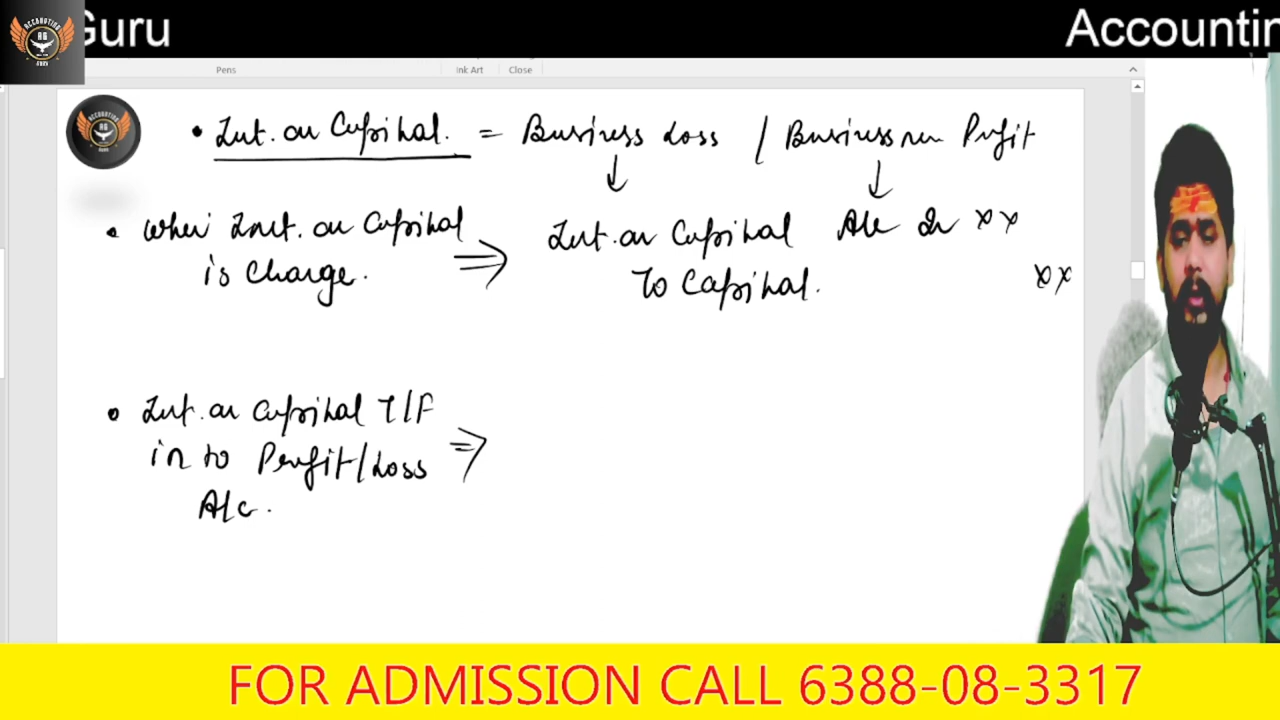 Guru
Accountin
Pens
Ink Art
Close
• Int. on Capital. = Business Loss / Business Profit
• When Int. on Capital is Charge. ⇒ Int. on Capital A/c Dr xx
To Capital. xx
• Int. on Capital T/F
in to Profit/Loss ⇒
A/c.
FOR ADMISSION CALL 6388-08-3317